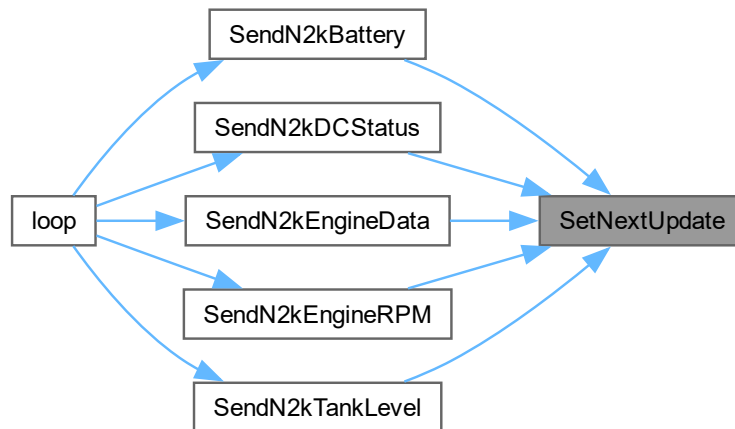 SendN2kBattery
SendN2kDCStatus
loop
SendN2kEngineData
SetNextUpdate
SendN2kEngineRPM
SendN2kTankLevel